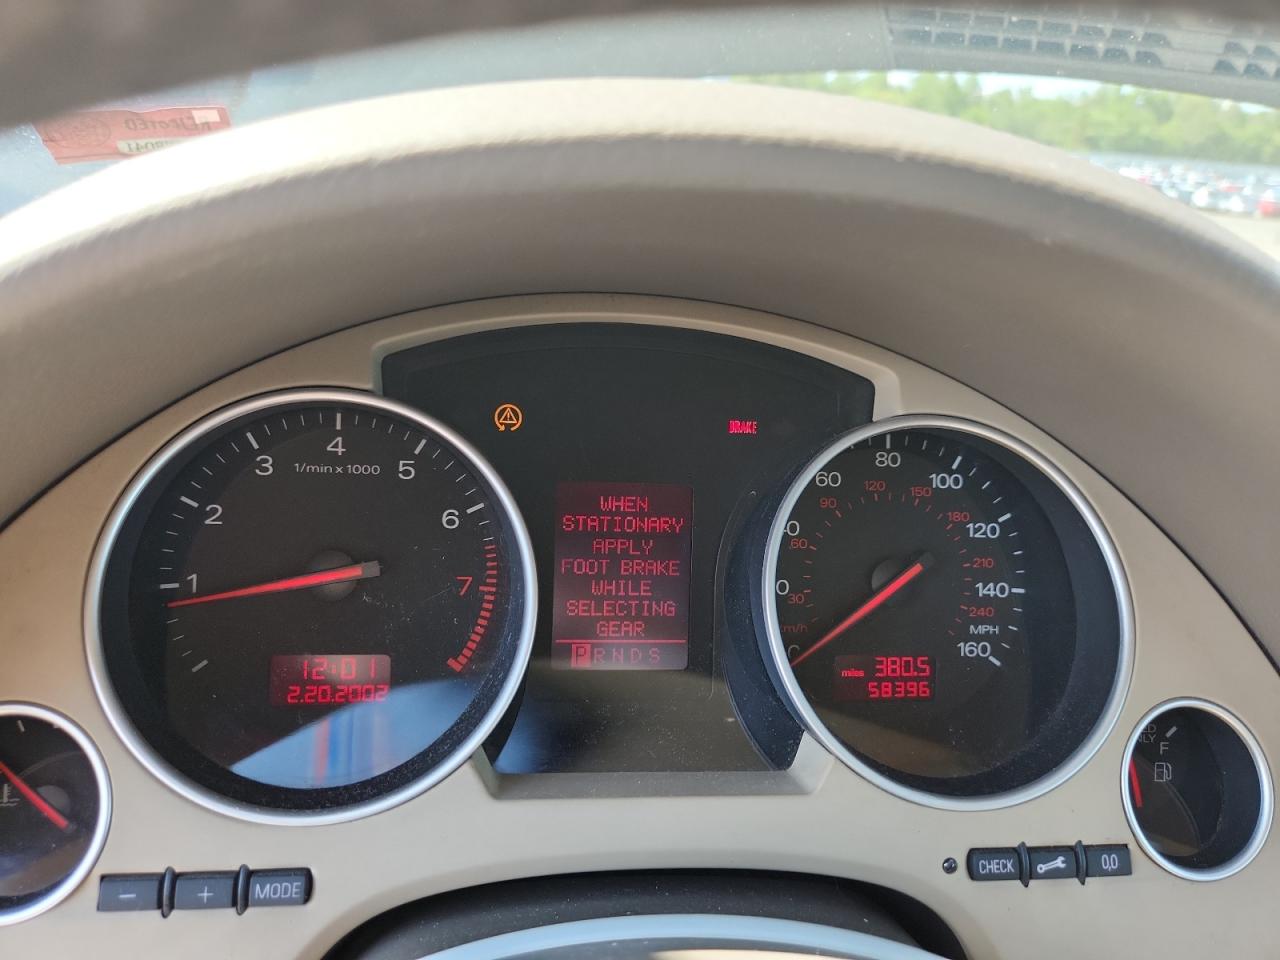 REJECTED
4
3
1/min x 1000
5
2
6
1
7
12:01
2.20.2002
BRAKE
WHEN
STATIONARY
APPLY
FOOT BRAKE
WHILE
SELECTING
GEAR
P R N D S
80
60
100
120
150
90
180
120
60
210
140
30
240
MPH
160
miles
380.5
58396
F
−
+
MODE
CHECK
0,0